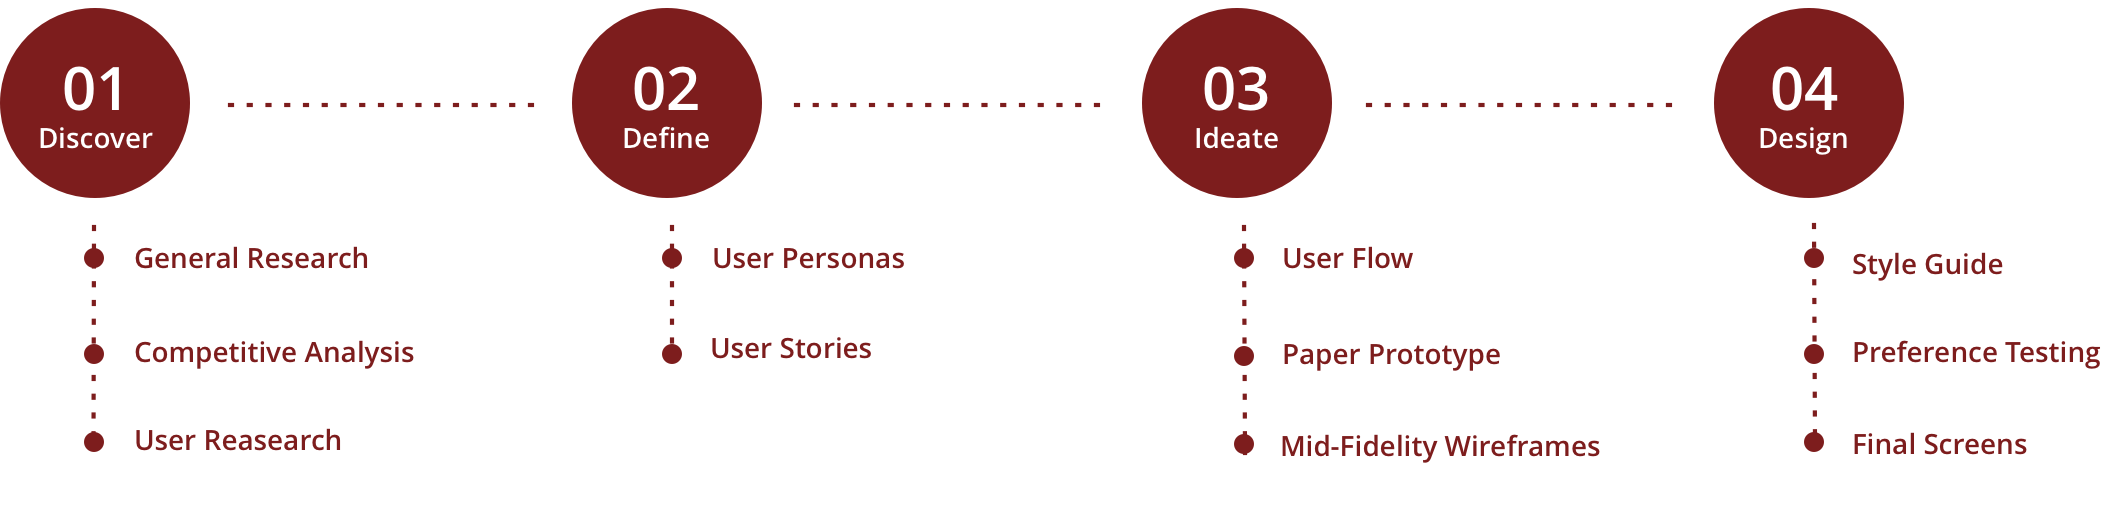 01
Discover
General Research
Competitive Analysis
User Reasearch
02
Define
User Personas
User Stories
03
Ideate
User Flow
Paper Prototype
Mid-Fidelity Wireframes
04
Design
Style Guide
Preference Testing
Final Screens